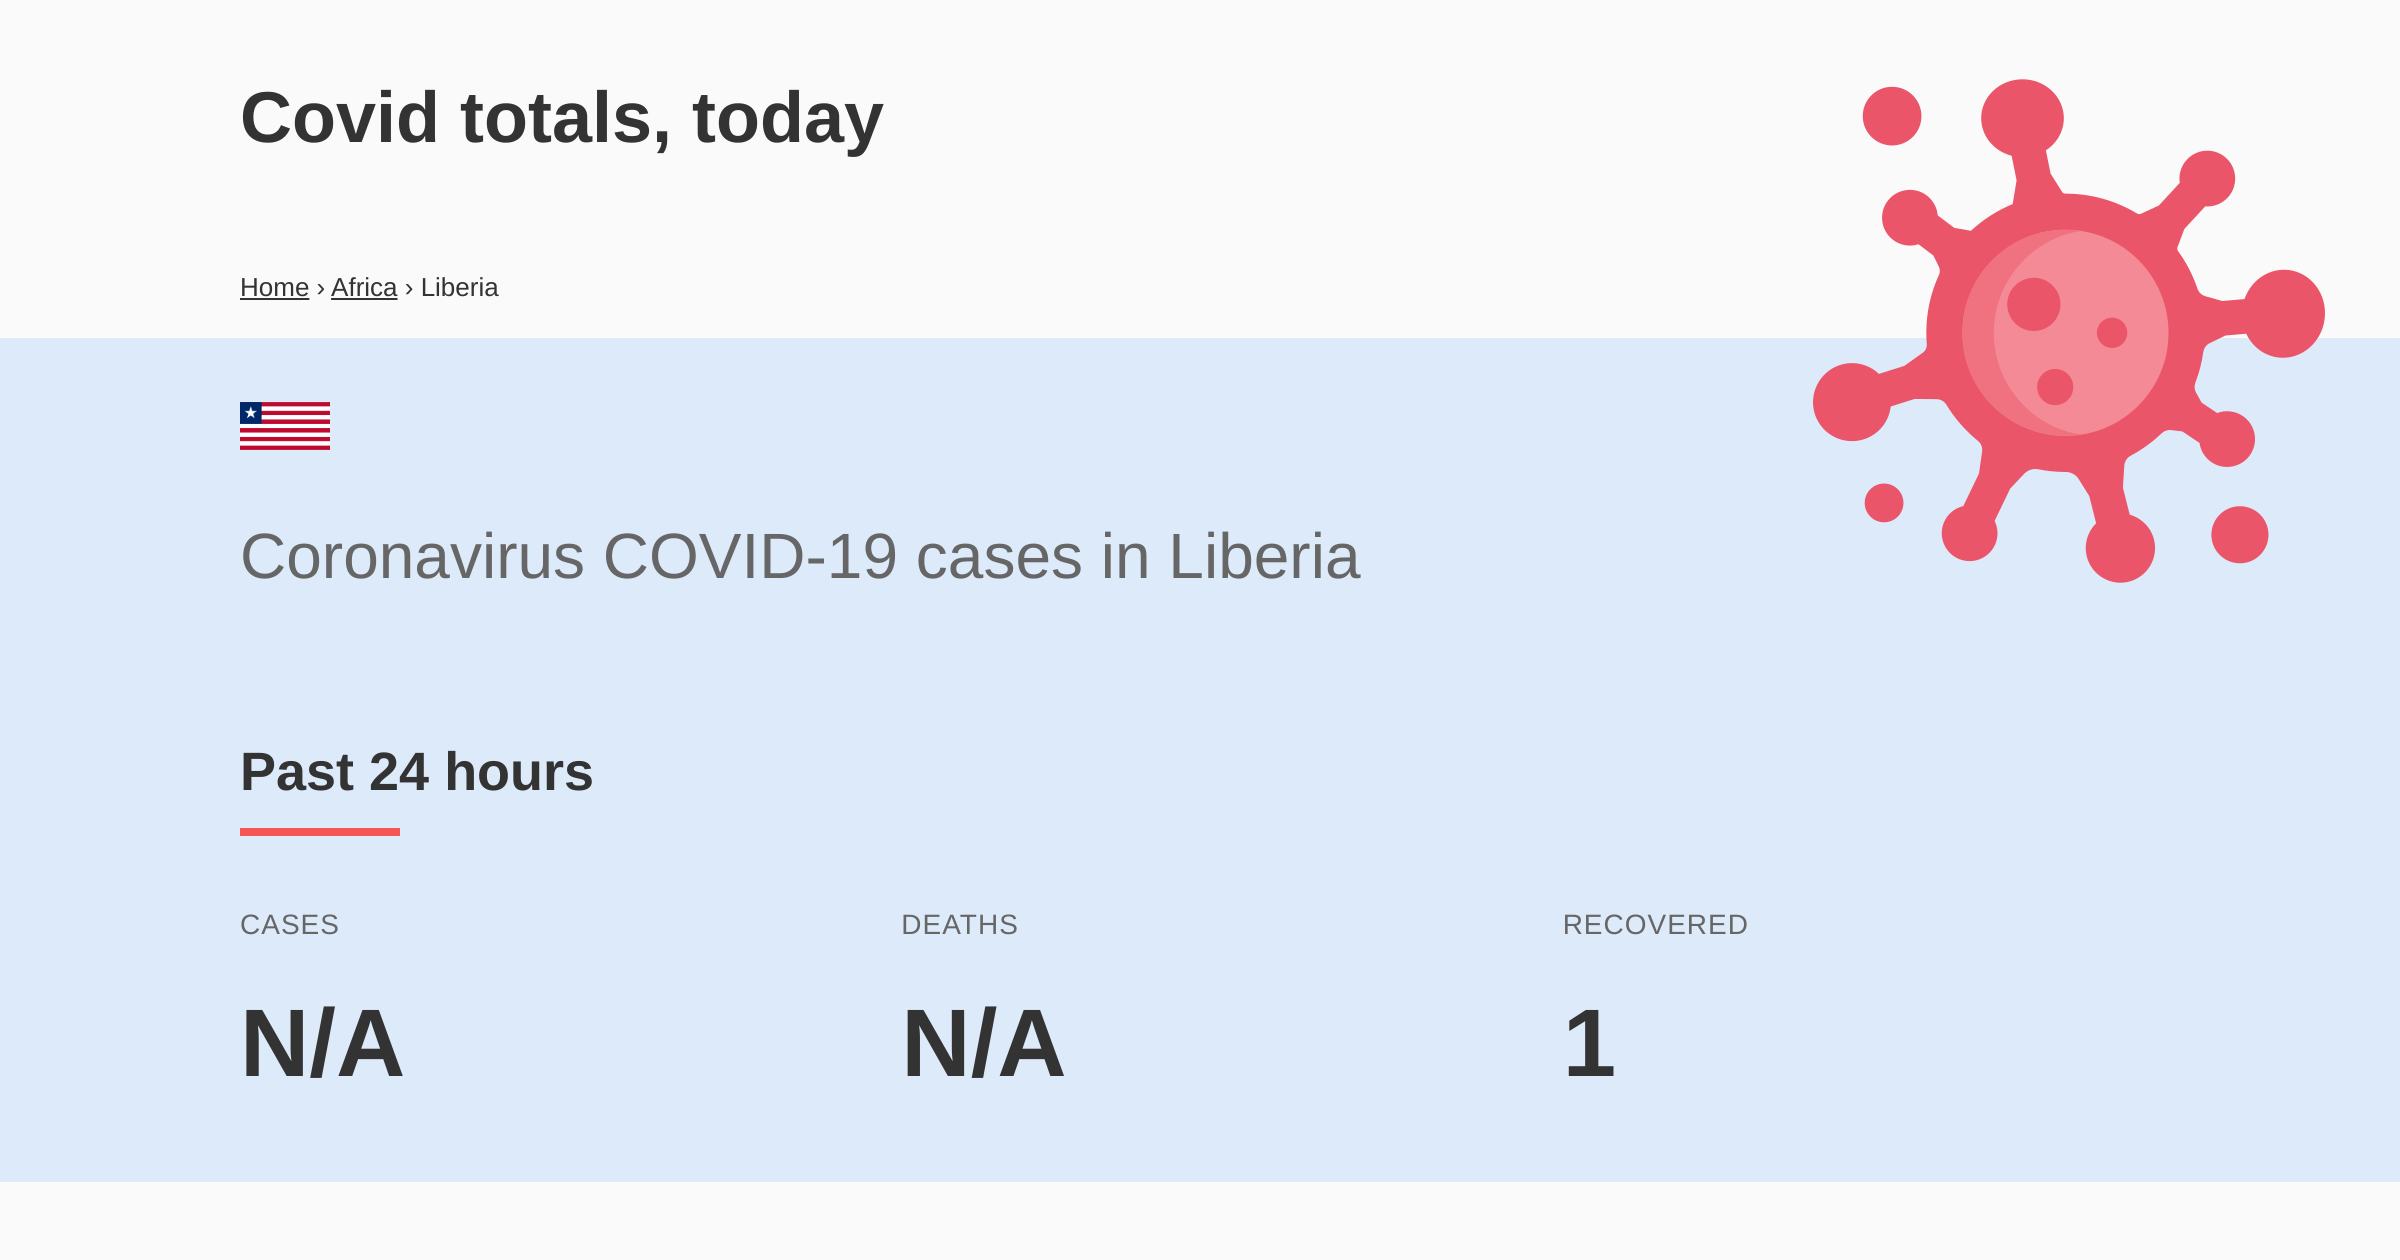 Covid totals, today
Home › Africa › Liberia
Coronavirus COVID-19 cases in Liberia
Past 24 hours
CASES
DEATHS
RECOVERED
N/A
N/A
1